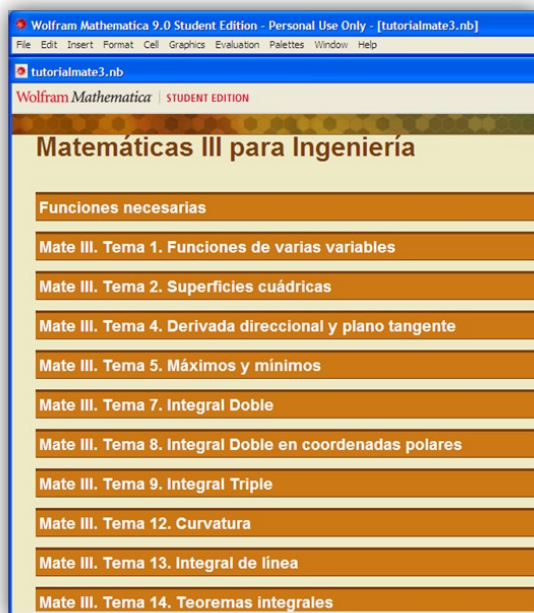 Wolfram Mathematica 9.0 Student Edition - Personal Use Only - [tutorialmate3.nb]
File Edit Insert Format Cell Graphics Evaluation Palettes Window Help
tutorialmate3.nb
Wolfram Mathematica | STUDENT EDITION
Matemáticas III para Ingeniería
Funciones necesarias
Mate III. Tema 1. Funciones de varias variables
Mate III. Tema 2. Superficies cuádricas
Mate III. Tema 4. Derivada direccional y plano tangente
Mate III. Tema 5. Máximos y mínimos
Mate III. Tema 7. Integral Doble
Mate III. Tema 8. Integral Doble en coordenadas polares
Mate III. Tema 9. Integral Triple
Mate III. Tema 12. Curvatura
Mate III. Tema 13. Integral de línea
Mate III. Tema 14. Teoremas integrales